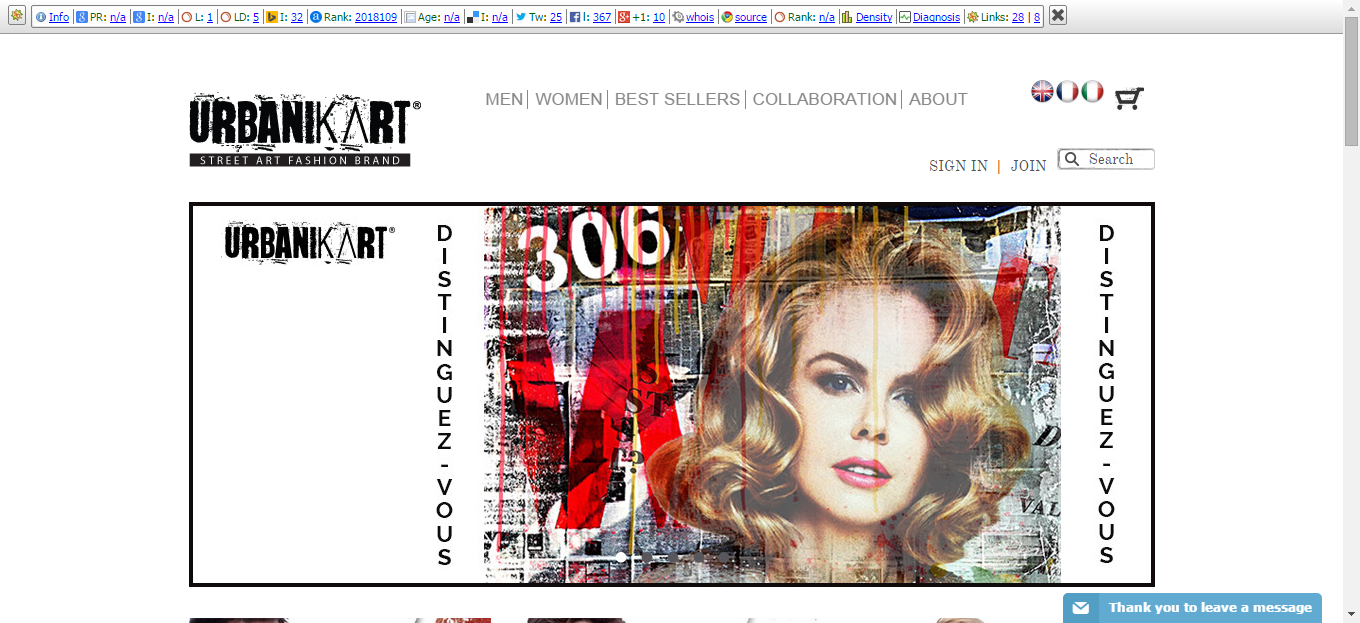 Info PR: n/a I: n/a L: 1 LD: 5 I: 32 Rank: 2018109 Age: n/a I: n/a Tw: 25 l: 367 +1: 10 whois source Rank: n/a Density Diagnosis Links: 28 | 8
MEN| WOMEN| BEST SELLERS| COLLABORATION| ABOUT
URBANIKART®
STREET ART FASHION BRAND
SIGN IN | JOIN Search
URBANIKART®
DISTINGUEZ-VOUS
306
DISTINGUEZ-VOUS
VAL
Thank you to leave a message